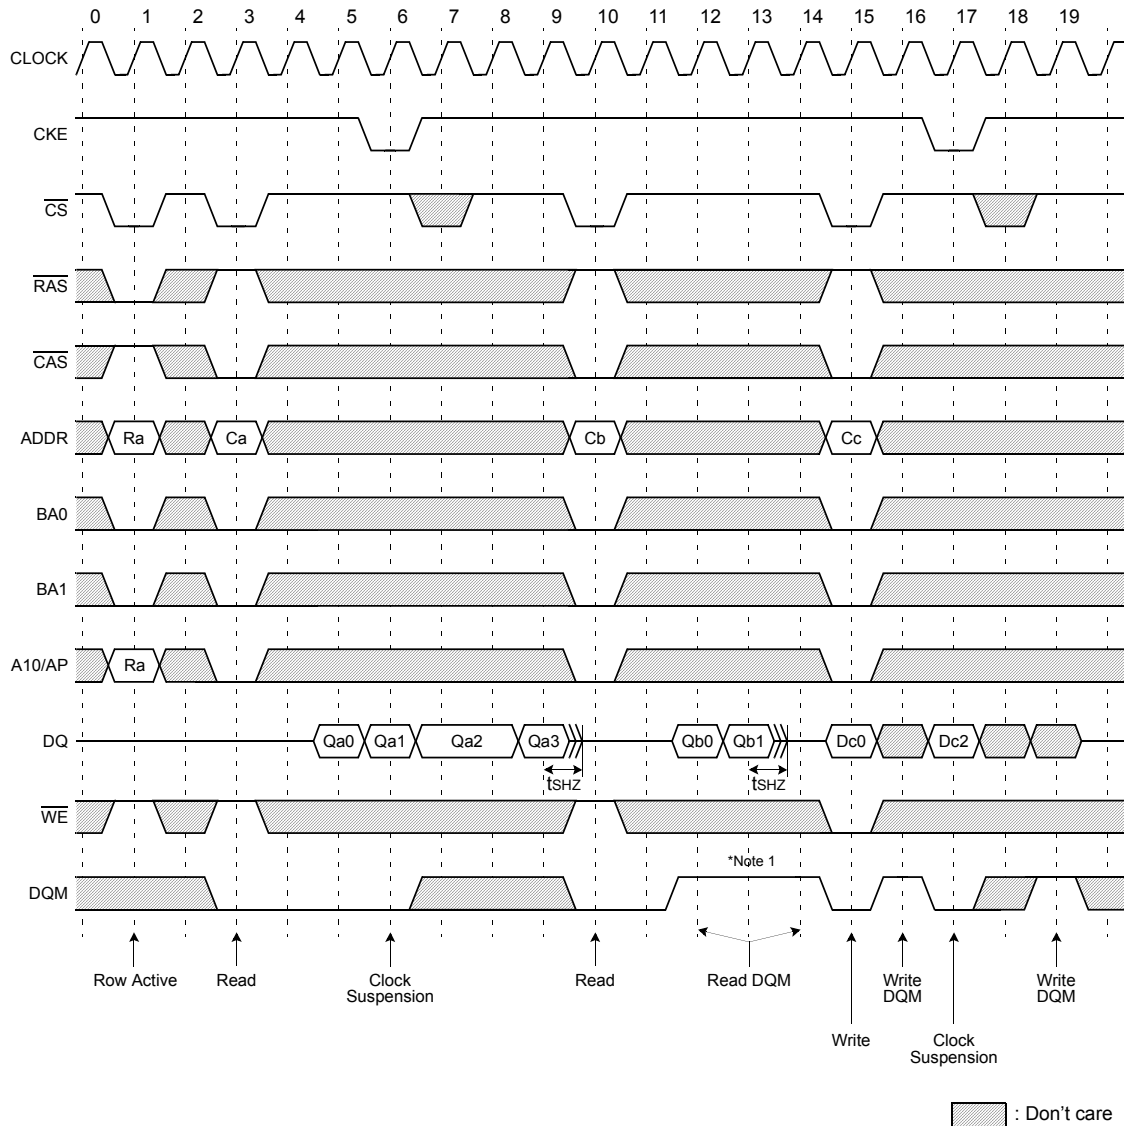 0 1 2 3 4 5 6 7 8 9 10 11 12 13 14 15 16 17 18 19
CLOCK
CKE
CS
RAS
CAS
ADDR Ra Ca Cb Cc
BA0
BA1
A10/AP Ra
DQ Qa0 Qa1 Qa2 Qa3 Qb0 Qb1 Dc0 Dc2
tSHZ tSHZ
WE
*Note 1
DQM
Row Active Read Clock Suspension Read Read DQM Write DQM Write DQM
Write Clock Suspension
: Don't care